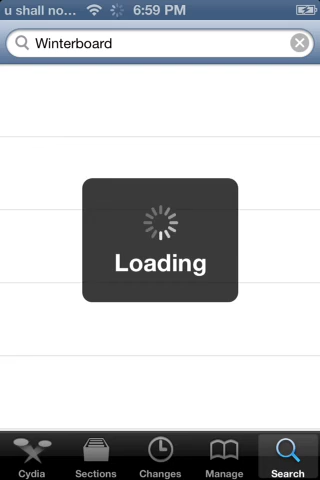 u shall no... 6:59 PM
Winterboard
Loading
Cydia Sections Changes Manage Search